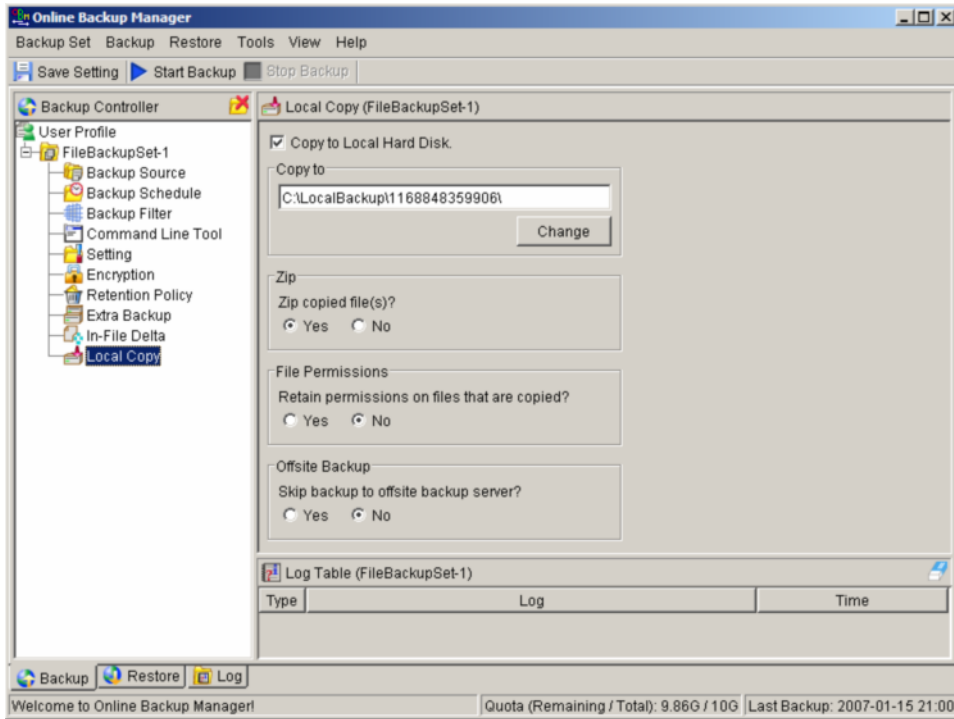 Online Backup Manager
Backup Set Backup Restore Tools View Help
Save Setting Start Backup Stop Backup
Backup Controller
User Profile
FileBackupSet-1
Backup Source
Backup Schedule
Backup Filter
Command Line Tool
Setting
Encryption
Retention Policy
Extra Backup
In-File Delta
Local Copy
Local Copy (FileBackupSet-1)
Copy to Local Hard Disk.
Copy to
C:\LocalBackup\1168848359906\
Change
Zip
Zip copied file(s)?
Yes No
File Permissions
Retain permissions on files that are copied?
Yes No
Offsite Backup
Skip backup to offsite backup server?
Yes No
Log Table (FileBackupSet-1)
Type Log Time
Backup Restore Log
Welcome to Online Backup Manager! Quota (Remaining / Total): 9.86G / 10G Last Backup: 2007-01-15 21:00